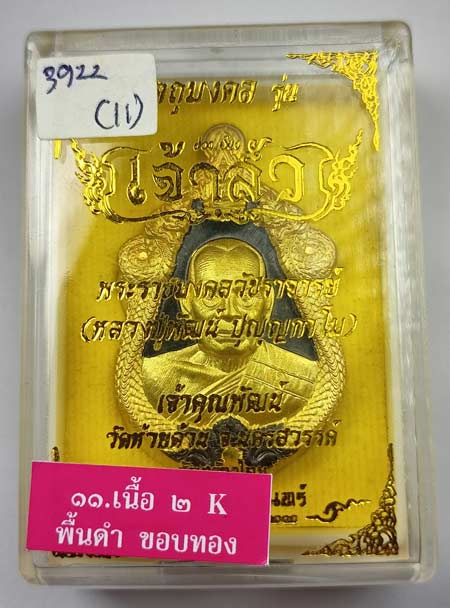 3922
(11)
รุ่น
เจ้าสัว
พระราชมงคลวัชราจารย์
(หลวงปู่พัฒน์ ปุญญกาโม)
เจ้าคุณพัฒน์
วัดห้วยด้วน จ.นครสวรรค์
๑๑.เนื้อ ๒ K
พื้นดำ ขอบทอง